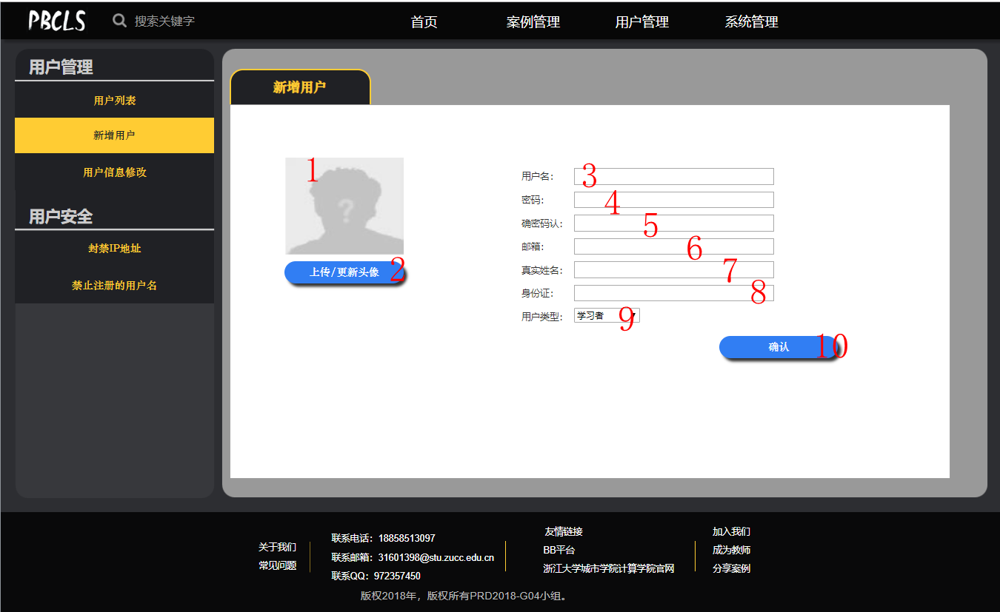 PBCLS 搜索关键字 首页 案例管理 用户管理 系统管理
用户管理
用户列表
新增用户
用户信息修改
用户安全
封禁IP地址
禁止注册的用户名
新增用户
1
?
上传/更新头像 2
用户名: 3
密码: 4
确密码认: 5
邮箱: 6
真实姓名: 7
身份证: 8
用户类型: 学习者 9
确认 10
关于我们
常见问题
联系电话：18858513097
联系邮箱：31601398@stu.zucc.edu.cn
联系QQ：972357450
友情链接
BB平台
浙江大学城市学院计算学院官网
加入我们
成为教师
分享案例
版权2018年，版权所有PRD2018-G04小组。